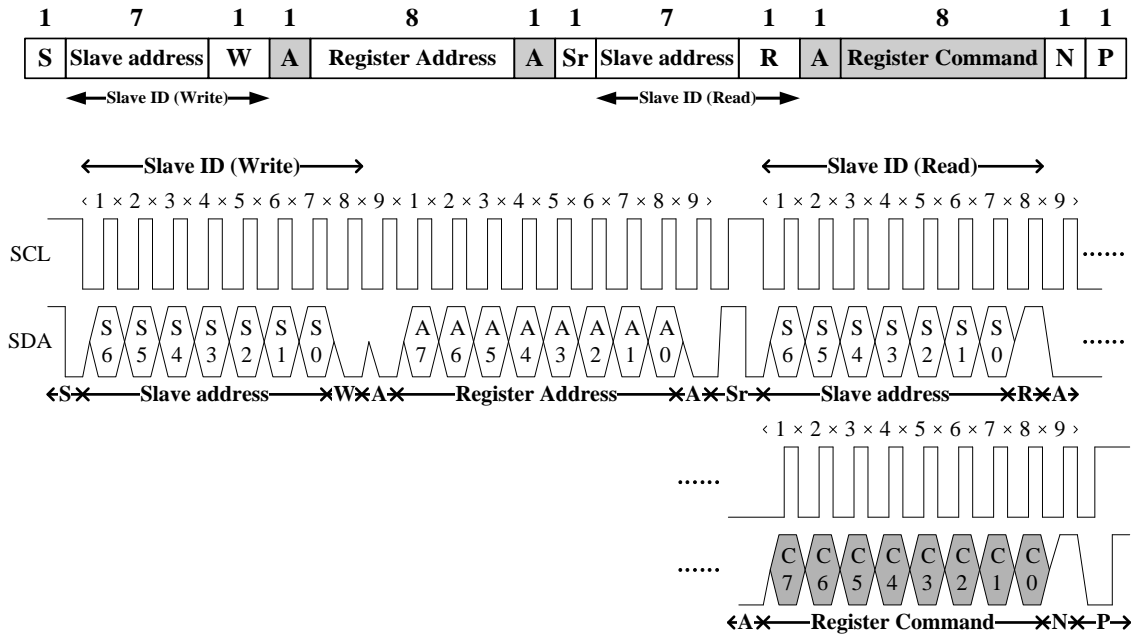 1 7 1 1 8 1 1 7 1 1 8 1 1
S Slave address W A Register Address A Sr Slave address R A Register Command N P
Slave ID (Write) Slave ID (Read)
Slave ID (Write) Slave ID (Read)
‹ 1 × 2 × 3 × 4 × 5 × 6 × 7 × 8 × 9 × 1 × 2 × 3 × 4 × 5 × 6 × 7 × 8 × 9 › ‹ 1 × 2 × 3 × 4 × 5 × 6 × 7 × 8 × 9 ›
SCL ......
S S S S S S S A A A A A A A A S S S S S S S
SDA ......
6 5 4 3 2 1 0 7 6 5 4 3 2 1 0 6 5 4 3 2 1 0
S Slave address W A Register Address A Sr Slave address R A
‹ 1 × 2 × 3 × 4 × 5 × 6 × 7 × 8 × 9 ›
......
C C C C C C C C
......
7 6 5 4 3 2 1 0
A Register Command N P